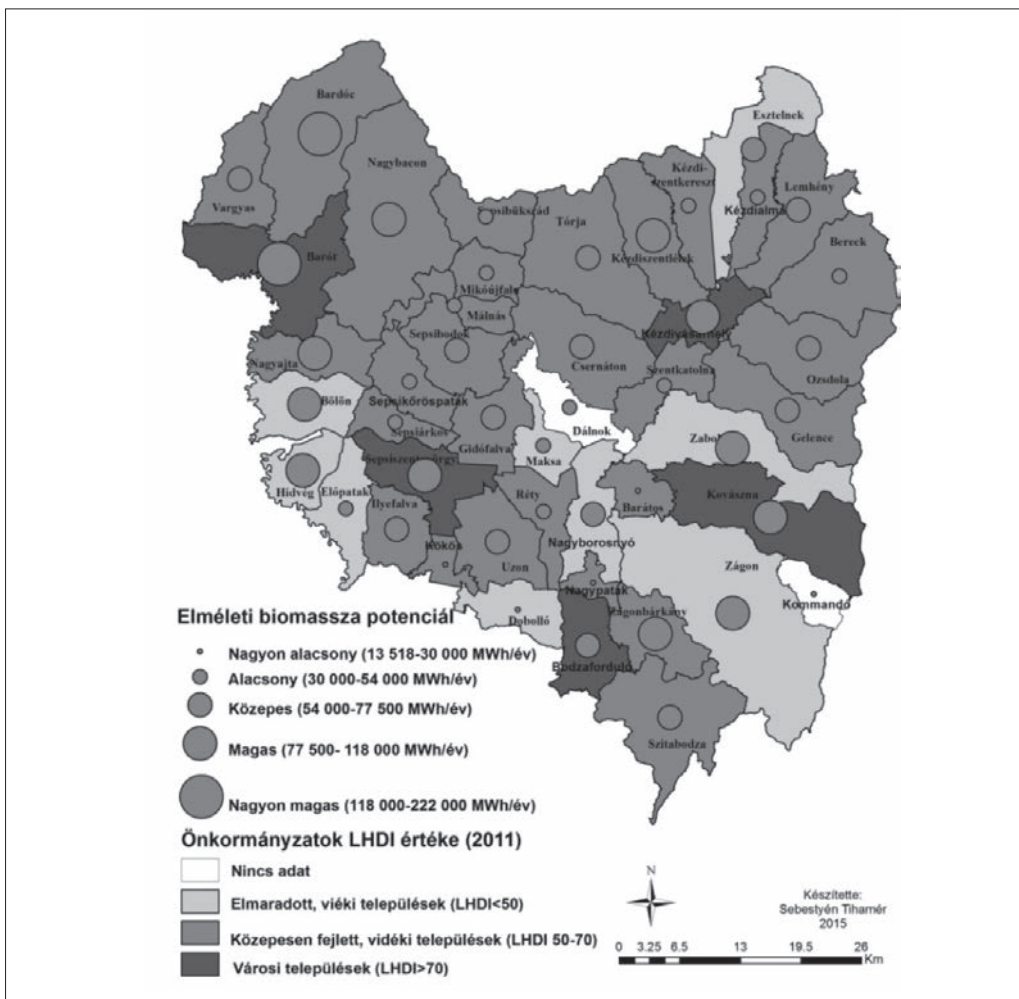 Esztelnek
Bardóc
Nagybacon
Kézdi-
szentkereszt
Lemhény
Vargyas
Sepsibükszád
Tórja
Kézdialmá
Bereck
Barót
Kézdiszentlélek
Mikóújfalu
Málnás
Sepsibodok
Kézdivásárhely
Nagyajta
Csernáton
Szentkatolna
Ozsdola
Bölön
Sepsikőröspatak
Sepsiárkos
Dálnok
Gidófalva
Gelence
Maksa
Zabola
Sepsiszentgyörgy
Hídvég
Előpatak
Kovászna
Ilyefalva
Réty
Barátos
Nagyborosnyó
Kökös
Uzon
Zágon
Nagypatak
Kommandó
Zágonbárkány
Dobolló
Bodzaforduló
Szitabodza
Elméleti biomassza potenciál
Nagyon alacsony (13 518-30 000 MWh/év)
Alacsony (30 000-54 000 MWh/év)
Közepes (54 000-77 500 MWh/év)
Magas (77 500- 118 000 MWh/év)
Nagyon magas (118 000-222 000 MWh/év)
Önkormányzatok LHDI értéke (2011)
Nincs adat
Elmaradott, viéki települések (LHDI<50)
Közepesen fejlett, vidéki települések (LHDI 50-70)
Városi települések (LHDI>70)
N
Készítette:
Sebestyén Tihamér
2015
0 3.25 6.5 13 19.5 26
Km